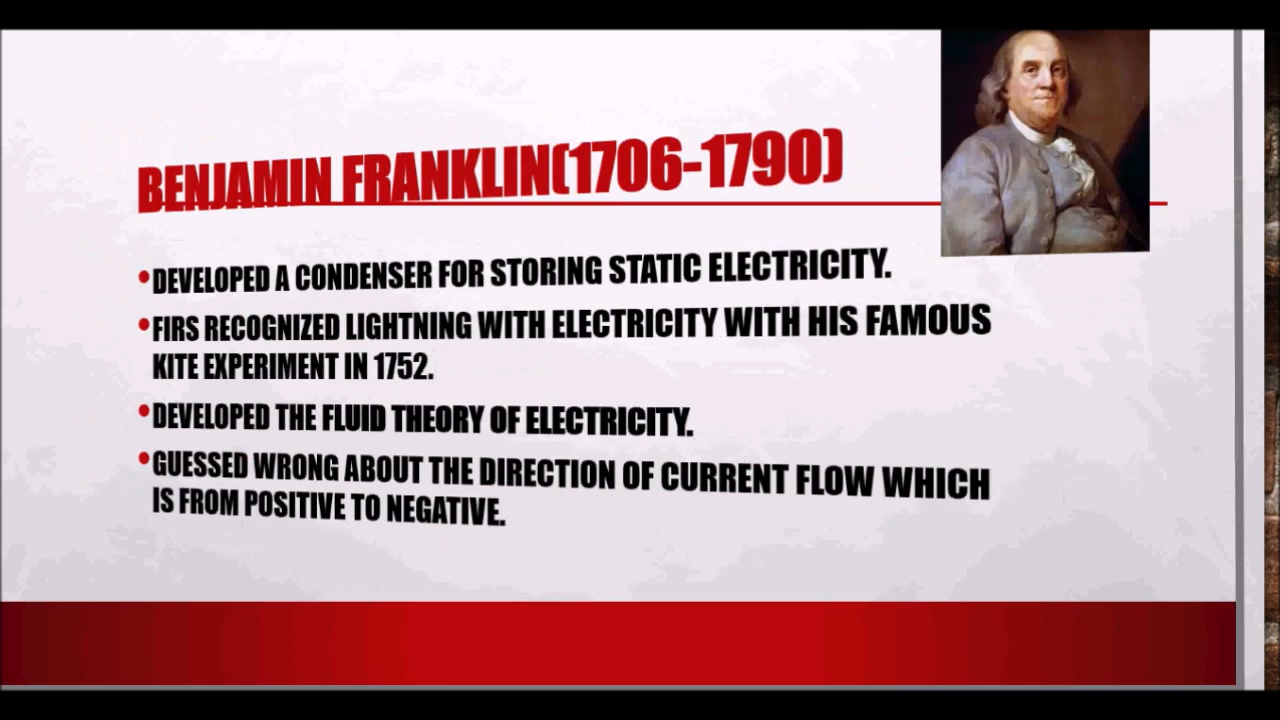 BENJAMIN FRANKLIN(1706-1790)
•DEVELOPED A CONDENSER FOR STORING STATIC ELECTRICITY.
•FIRS RECOGNIZED LIGHTNING WITH ELECTRICITY WITH HIS FAMOUS
KITE EXPERIMENT IN 1752.
•DEVELOPED THE FLUID THEORY OF ELECTRICITY.
•GUESSED WRONG ABOUT THE DIRECTION OF CURRENT FLOW WHICH
IS FROM POSITIVE TO NEGATIVE.